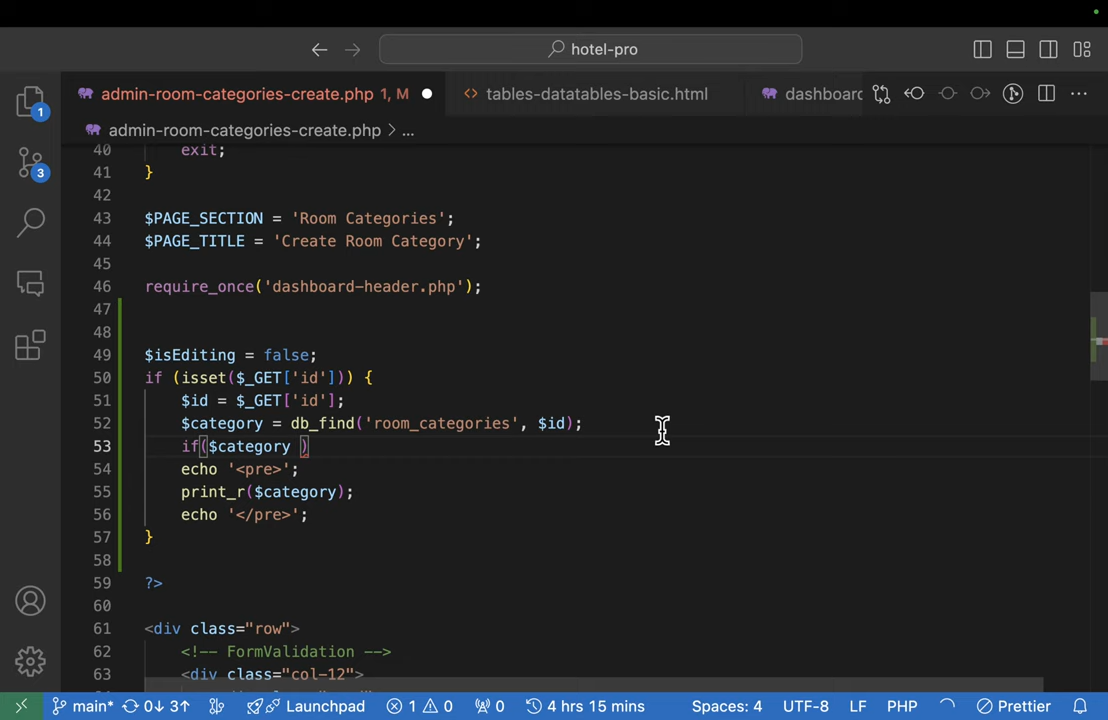 hotel-pro
admin-room-categories-create.php 1, M
tables-datatables-basic.html
dashboard
admin-room-categories-create.php > ...
40 exit;
41 }
42
43 $PAGE_SECTION = 'Room Categories';
44 $PAGE_TITLE = 'Create Room Category';
45
46 require_once('dashboard-header.php');
47
48
49 $isEditing = false;
50 if (isset($_GET['id'])) {
51 $id = $_GET['id'];
52 $category = db_find('room_categories', $id);
53 if($category )
54 echo '<pre>';
55 print_r($category);
56 echo '</pre>';
57 }
58
59 ?>
60
61 <div class="row">
62 <!-- FormValidation -->
63 <div class="col-12">
1
3
main* 0↓ 3↑ Launchpad 1 0 0 4 hrs 15 mins Spaces: 4 UTF-8 LF PHP Prettier